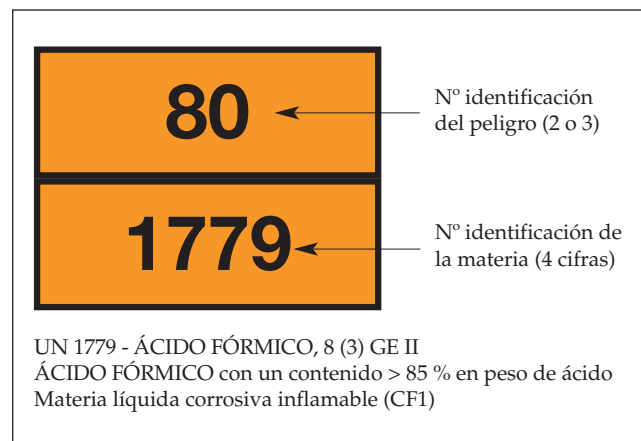 80
Nº identificación
del peligro (2 o 3)
1779
Nº identificación de
la materia (4 cifras)
UN 1779 - ÁCIDO FÓRMICO, 8 (3) GE II
ÁCIDO FÓRMICO con un contenido > 85 % en peso de ácido
Materia líquida corrosiva inflamable (CF1)